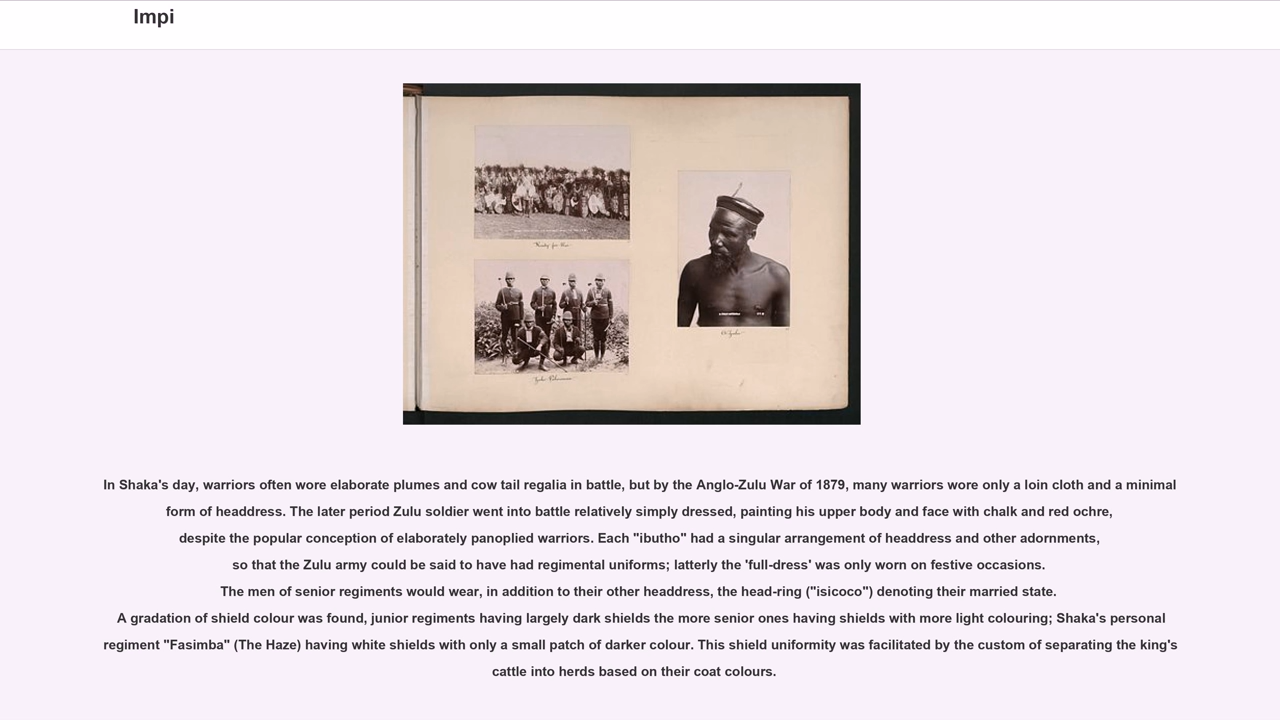 Impi
Ready for War
Zulu Policemen
In Shaka's day, warriors often wore elaborate plumes and cow tail regalia in battle, but by the Anglo-Zulu War of 1879, many warriors wore only a loin cloth and a minimal
form of headdress. The later period Zulu soldier went into battle relatively simply dressed, painting his upper body and face with chalk and red ochre,
despite the popular conception of elaborately panoplied warriors. Each "ibutho" had a singular arrangement of headdress and other adornments,
so that the Zulu army could be said to have had regimental uniforms; latterly the 'full-dress' was only worn on festive occasions.
The men of senior regiments would wear, in addition to their other headdress, the head-ring ("isicoco") denoting their married state.
A gradation of shield colour was found, junior regiments having largely dark shields the more senior ones having shields with more light colouring; Shaka's personal
regiment "Fasimba" (The Haze) having white shields with only a small patch of darker colour. This shield uniformity was facilitated by the custom of separating the king's
cattle into herds based on their coat colours.